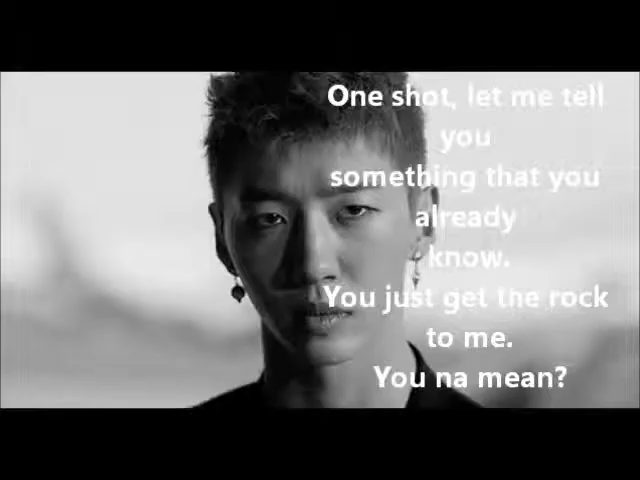 One shot, let me tell
you
something that you
already
know.
You just get the rock
to me.
You na mean?